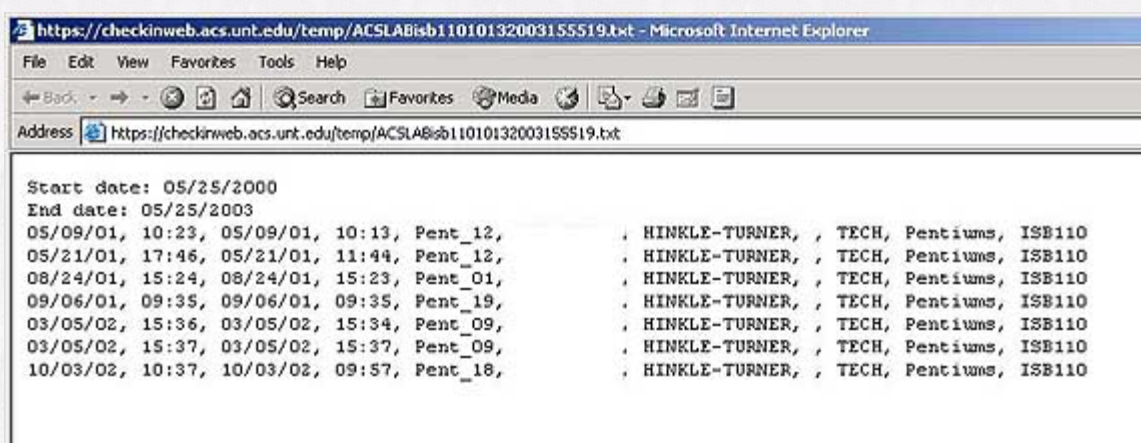 https://checkinweb.acs.unt.edu/temp/ACSLABisb11010132003155519.txt - Microsoft Internet Explorer
File Edit View Favorites Tools Help
Back Search Favorites Media
Address https://checkinweb.acs.unt.edu/temp/ACSLABisb11010132003155519.txt
Start date: 05/25/2000
End date: 05/25/2003
05/09/01, 10:23, 05/09/01, 10:13, Pent_12, , HINKLE-TURNER, , TECH, Pentiums, ISB110
05/21/01, 17:46, 05/21/01, 11:44, Pent_12, , HINKLE-TURNER, , TECH, Pentiums, ISB110
08/24/01, 15:24, 08/24/01, 15:23, Pent_01, , HINKLE-TURNER, , TECH, Pentiums, ISB110
09/06/01, 09:35, 09/06/01, 09:35, Pent_19, , HINKLE-TURNER, , TECH, Pentiums, ISB110
03/05/02, 15:36, 03/05/02, 15:34, Pent_09, , HINKLE-TURNER, , TECH, Pentiums, ISB110
03/05/02, 15:37, 03/05/02, 15:37, Pent_09, , HINKLE-TURNER, , TECH, Pentiums, ISB110
10/03/02, 10:37, 10/03/02, 09:57, Pent_18, , HINKLE-TURNER, , TECH, Pentiums, ISB110